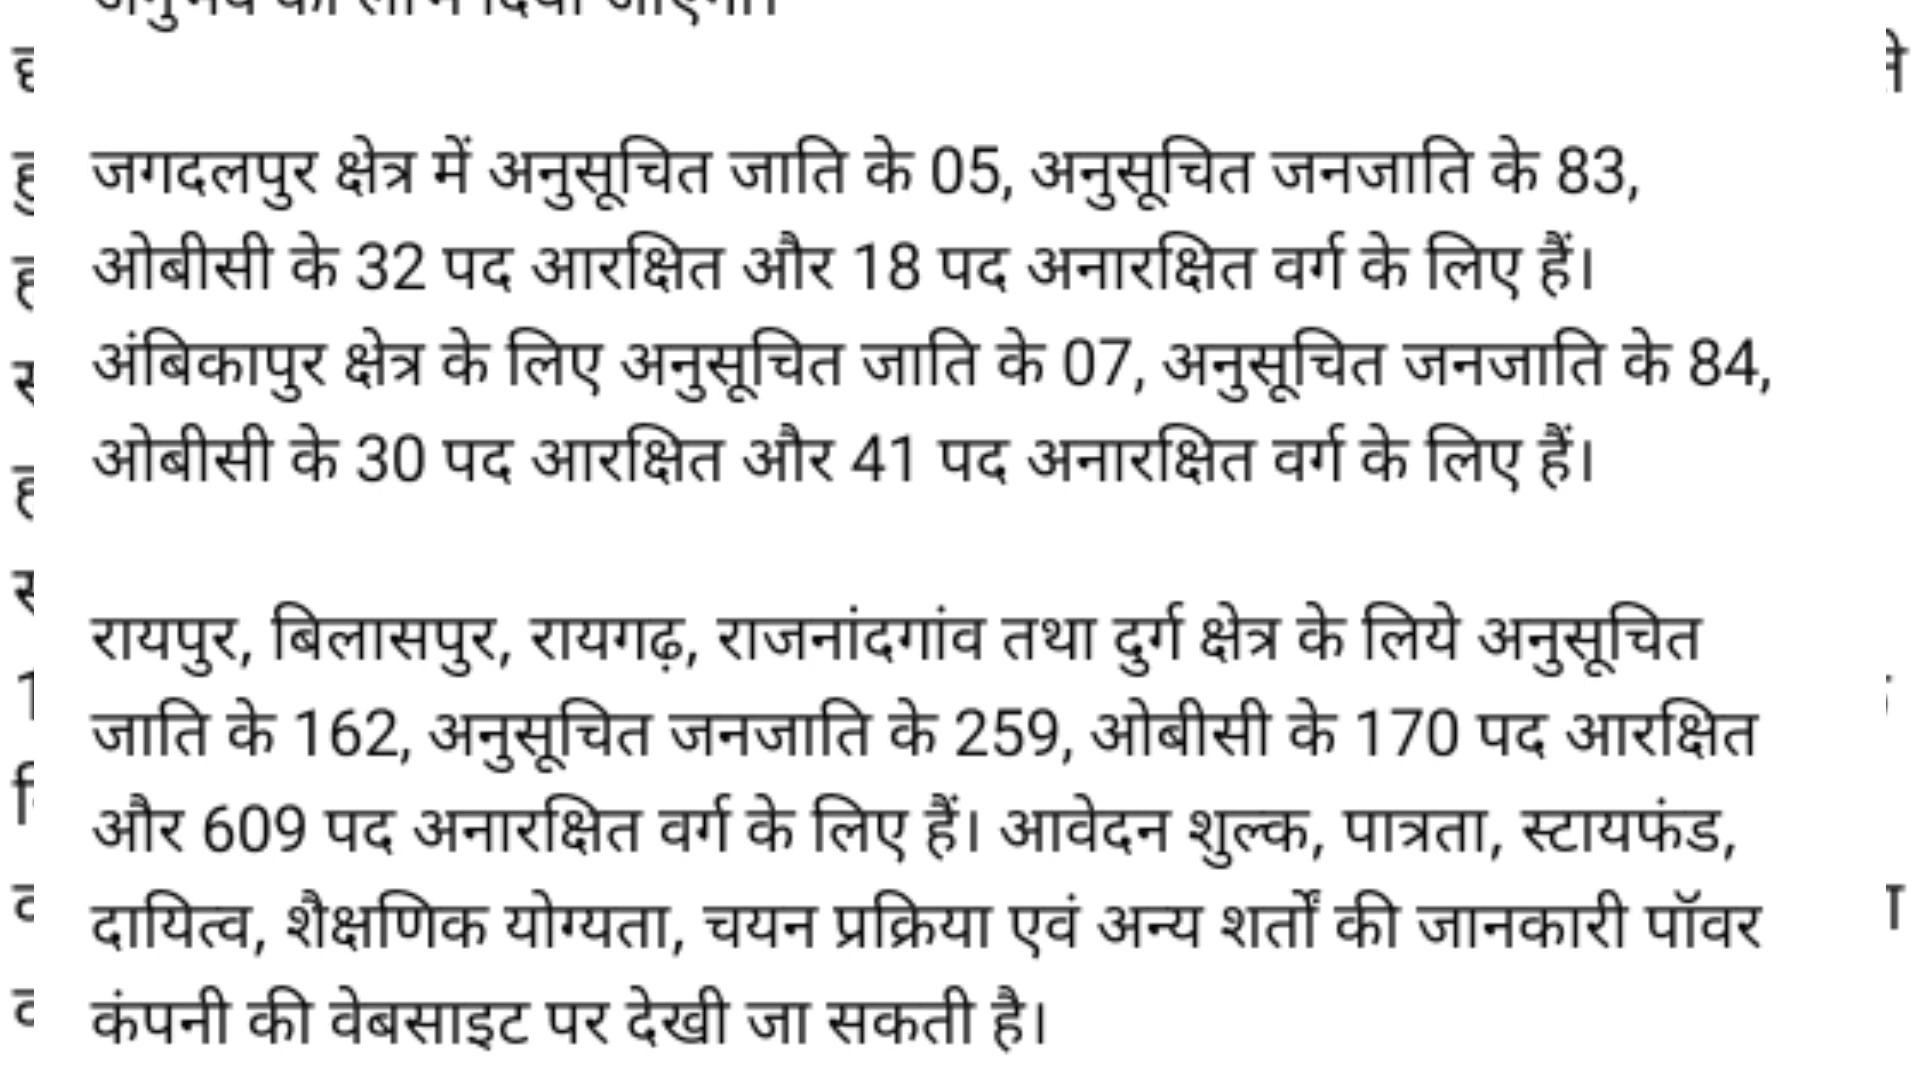 जगदलपुर क्षेत्र में अनुसूचित जाति के 05, अनुसूचित जनजाति के 83,
ओबीसी के 32 पद आरक्षित और 18 पद अनारक्षित वर्ग के लिए हैं।
अंबिकापुर क्षेत्र के लिए अनुसूचित जाति के 07, अनुसूचित जनजाति के 84,
ओबीसी के 30 पद आरक्षित और 41 पद अनारक्षित वर्ग के लिए हैं।
रायपुर, बिलासपुर, रायगढ़, राजनांदगांव तथा दुर्ग क्षेत्र के लिये अनुसूचित
जाति के 162, अनुसूचित जनजाति के 259, ओबीसी के 170 पद आरक्षित
और 609 पद अनारक्षित वर्ग के लिए हैं। आवेदन शुल्क, पात्रता, स्टायफंड,
दायित्व, शैक्षणिक योग्यता, चयन प्रक्रिया एवं अन्य शर्तों की जानकारी पॉवर
कंपनी की वेबसाइट पर देखी जा सकती है।